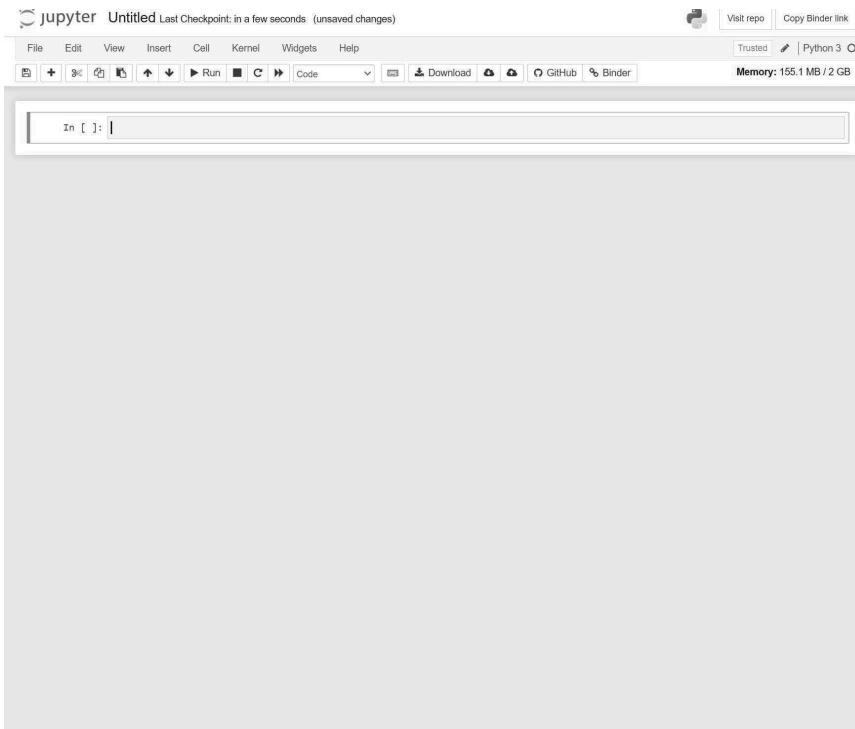 jupyter Untitled Last Checkpoint: in a few seconds (unsaved changes) Visit repo Copy Binder link
File Edit View Insert Cell Kernel Widgets Help Trusted Python 3
Run Code Download GitHub Binder Memory: 155.1 MB / 2 GB
In [ ]: